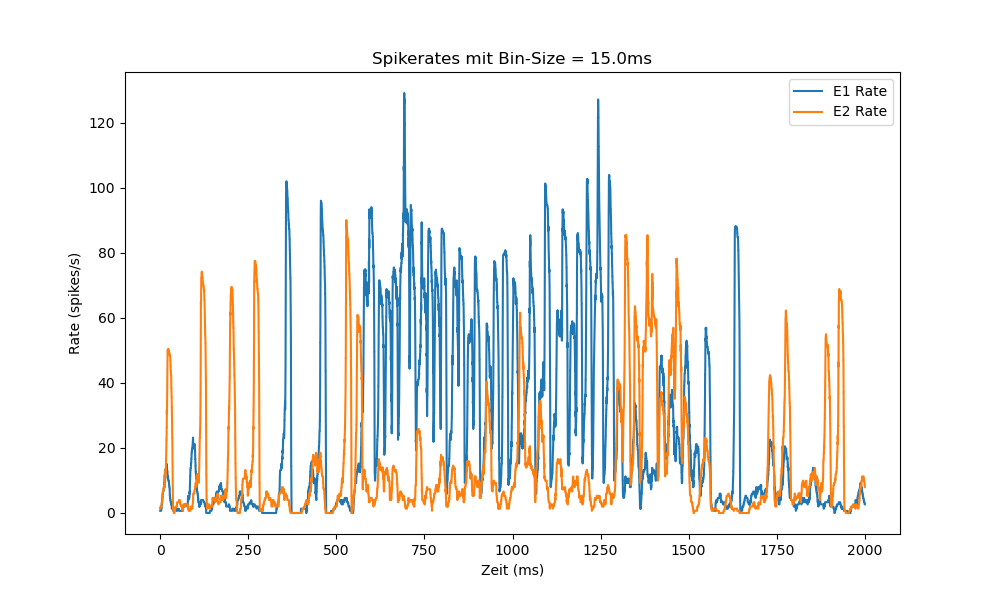 Spikerates mit Bin-Size = 15.0ms
E1 Rate
E2 Rate
120
100
80
60
40
20
0
Rate (spikes/s)
0 250 500 750 1000 1250 1500 1750 2000
Zeit (ms)